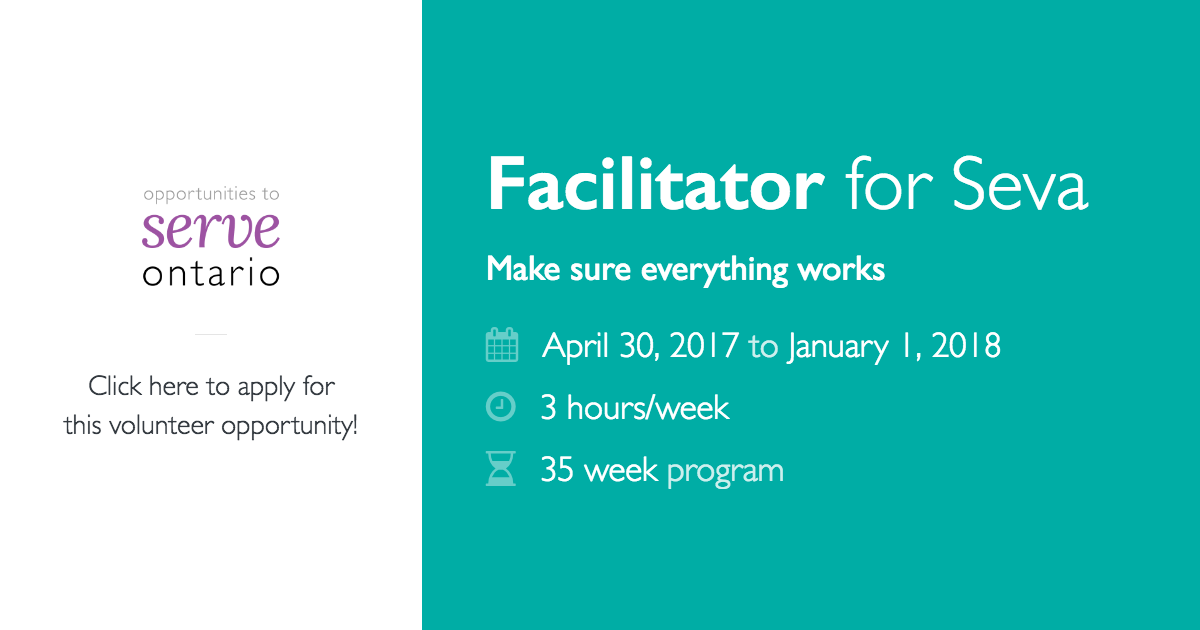 opportunities to
serve
ontario
Click here to apply for
this volunteer opportunity!
Facilitator for Seva
Make sure everything works
April 30, 2017 to January 1, 2018
3 hours/week
35 week program